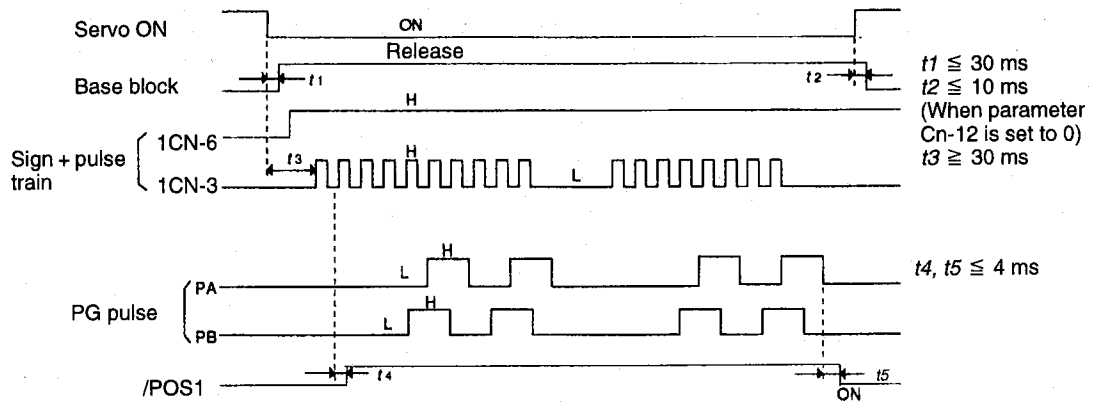 Servo ON
ON
Release
Base block
t1
t2
t1 ≦ 30 ms
t2 ≦ 10 ms
(When parameter
Cn-12 is set to 0)
t3 ≧ 30 ms
H
1CN-6
Sign + pulse
train
t3
H
1CN-3
L
H
L
PA
t4, t5 ≦ 4 ms
PG pulse
H
L
PB
/POS1
t4
t5
ON